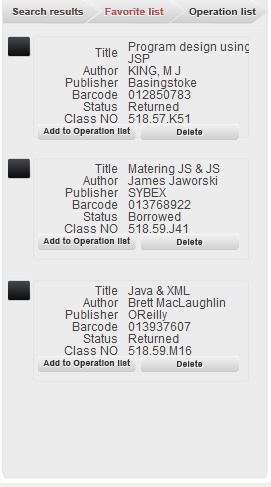 Search results Favorite list Operation list
Title Program design using
JSP
Author KING, M J
Publisher Basingstoke
Barcode 012850783
Status Returned
Class NO 518.57.K51
Add to Operation list Delete
Title Matering JS & JS
Author James Jaworski
Publisher SYBEX
Barcode 013768922
Status Borrowed
Class NO 518.59.J41
Add to Operation list Delete
Title Java & XML
Author Brett MacLaughlin
Publisher OReilly
Barcode 013937607
Status Returned
Class NO 518.59.M16
Add to Operation list Delete